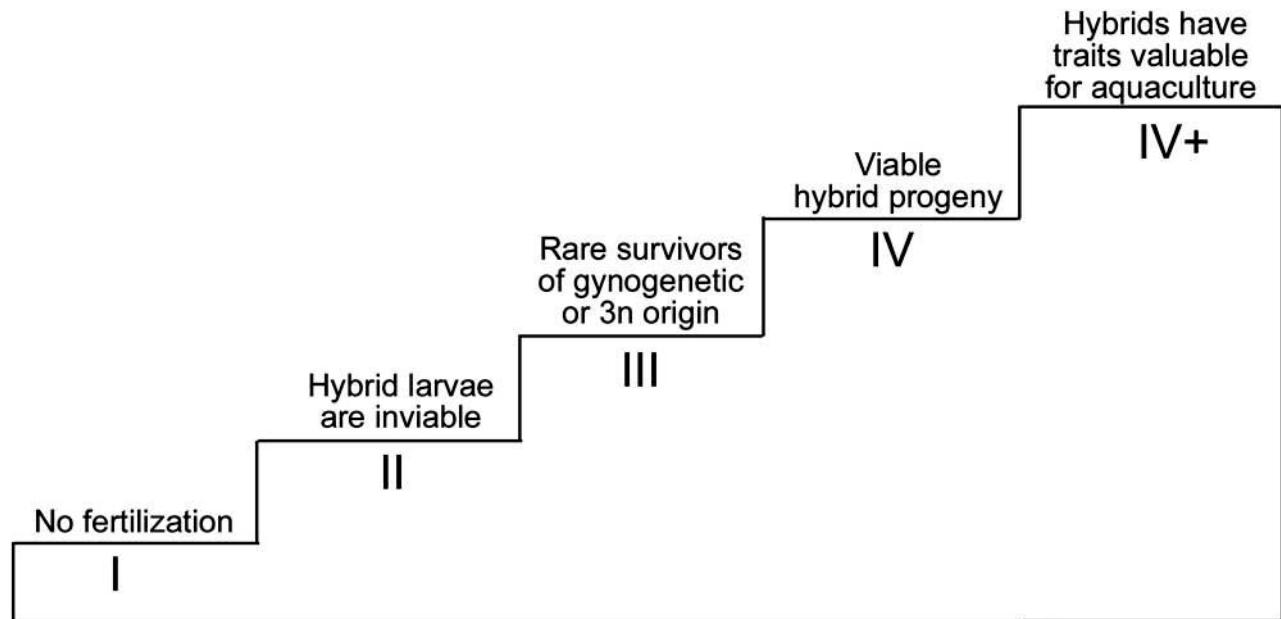 Hybrids have
traits valuable
for aquaculture
IV+
Viable
hybrid progeny
IV
Rare survivors
of gynogenetic
or 3n origin
III
Hybrid larvae
are inviable
II
No fertilization
I